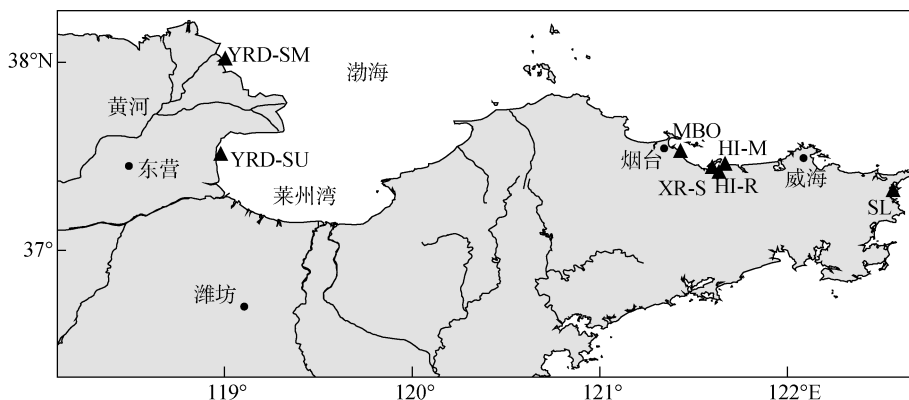 38°N
YRD-SM
渤海
黄河
MBO
HI-M
烟台
东营
YRD-SU
威海
XR-S
HI-R
莱州湾
SL
37°
潍坊
119°
120°
121°
122°E